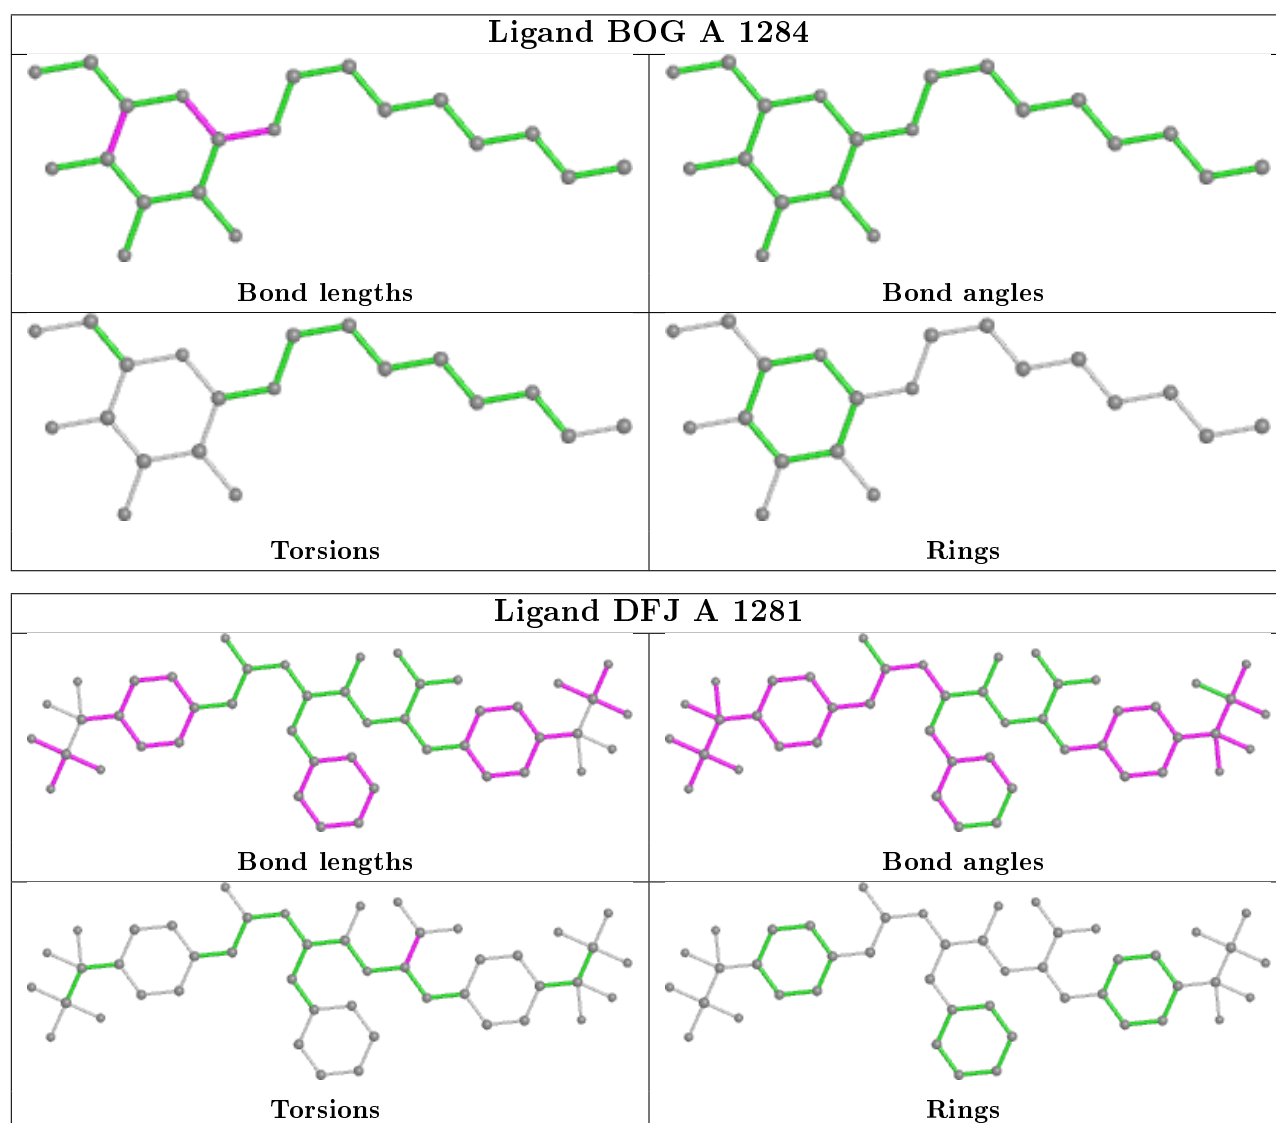 Ligand BOG A 1284
Bond lengths
Bond angles
Torsions
Rings
Ligand DFJ A 1281
Bond lengths
Bond angles
Torsions
Rings